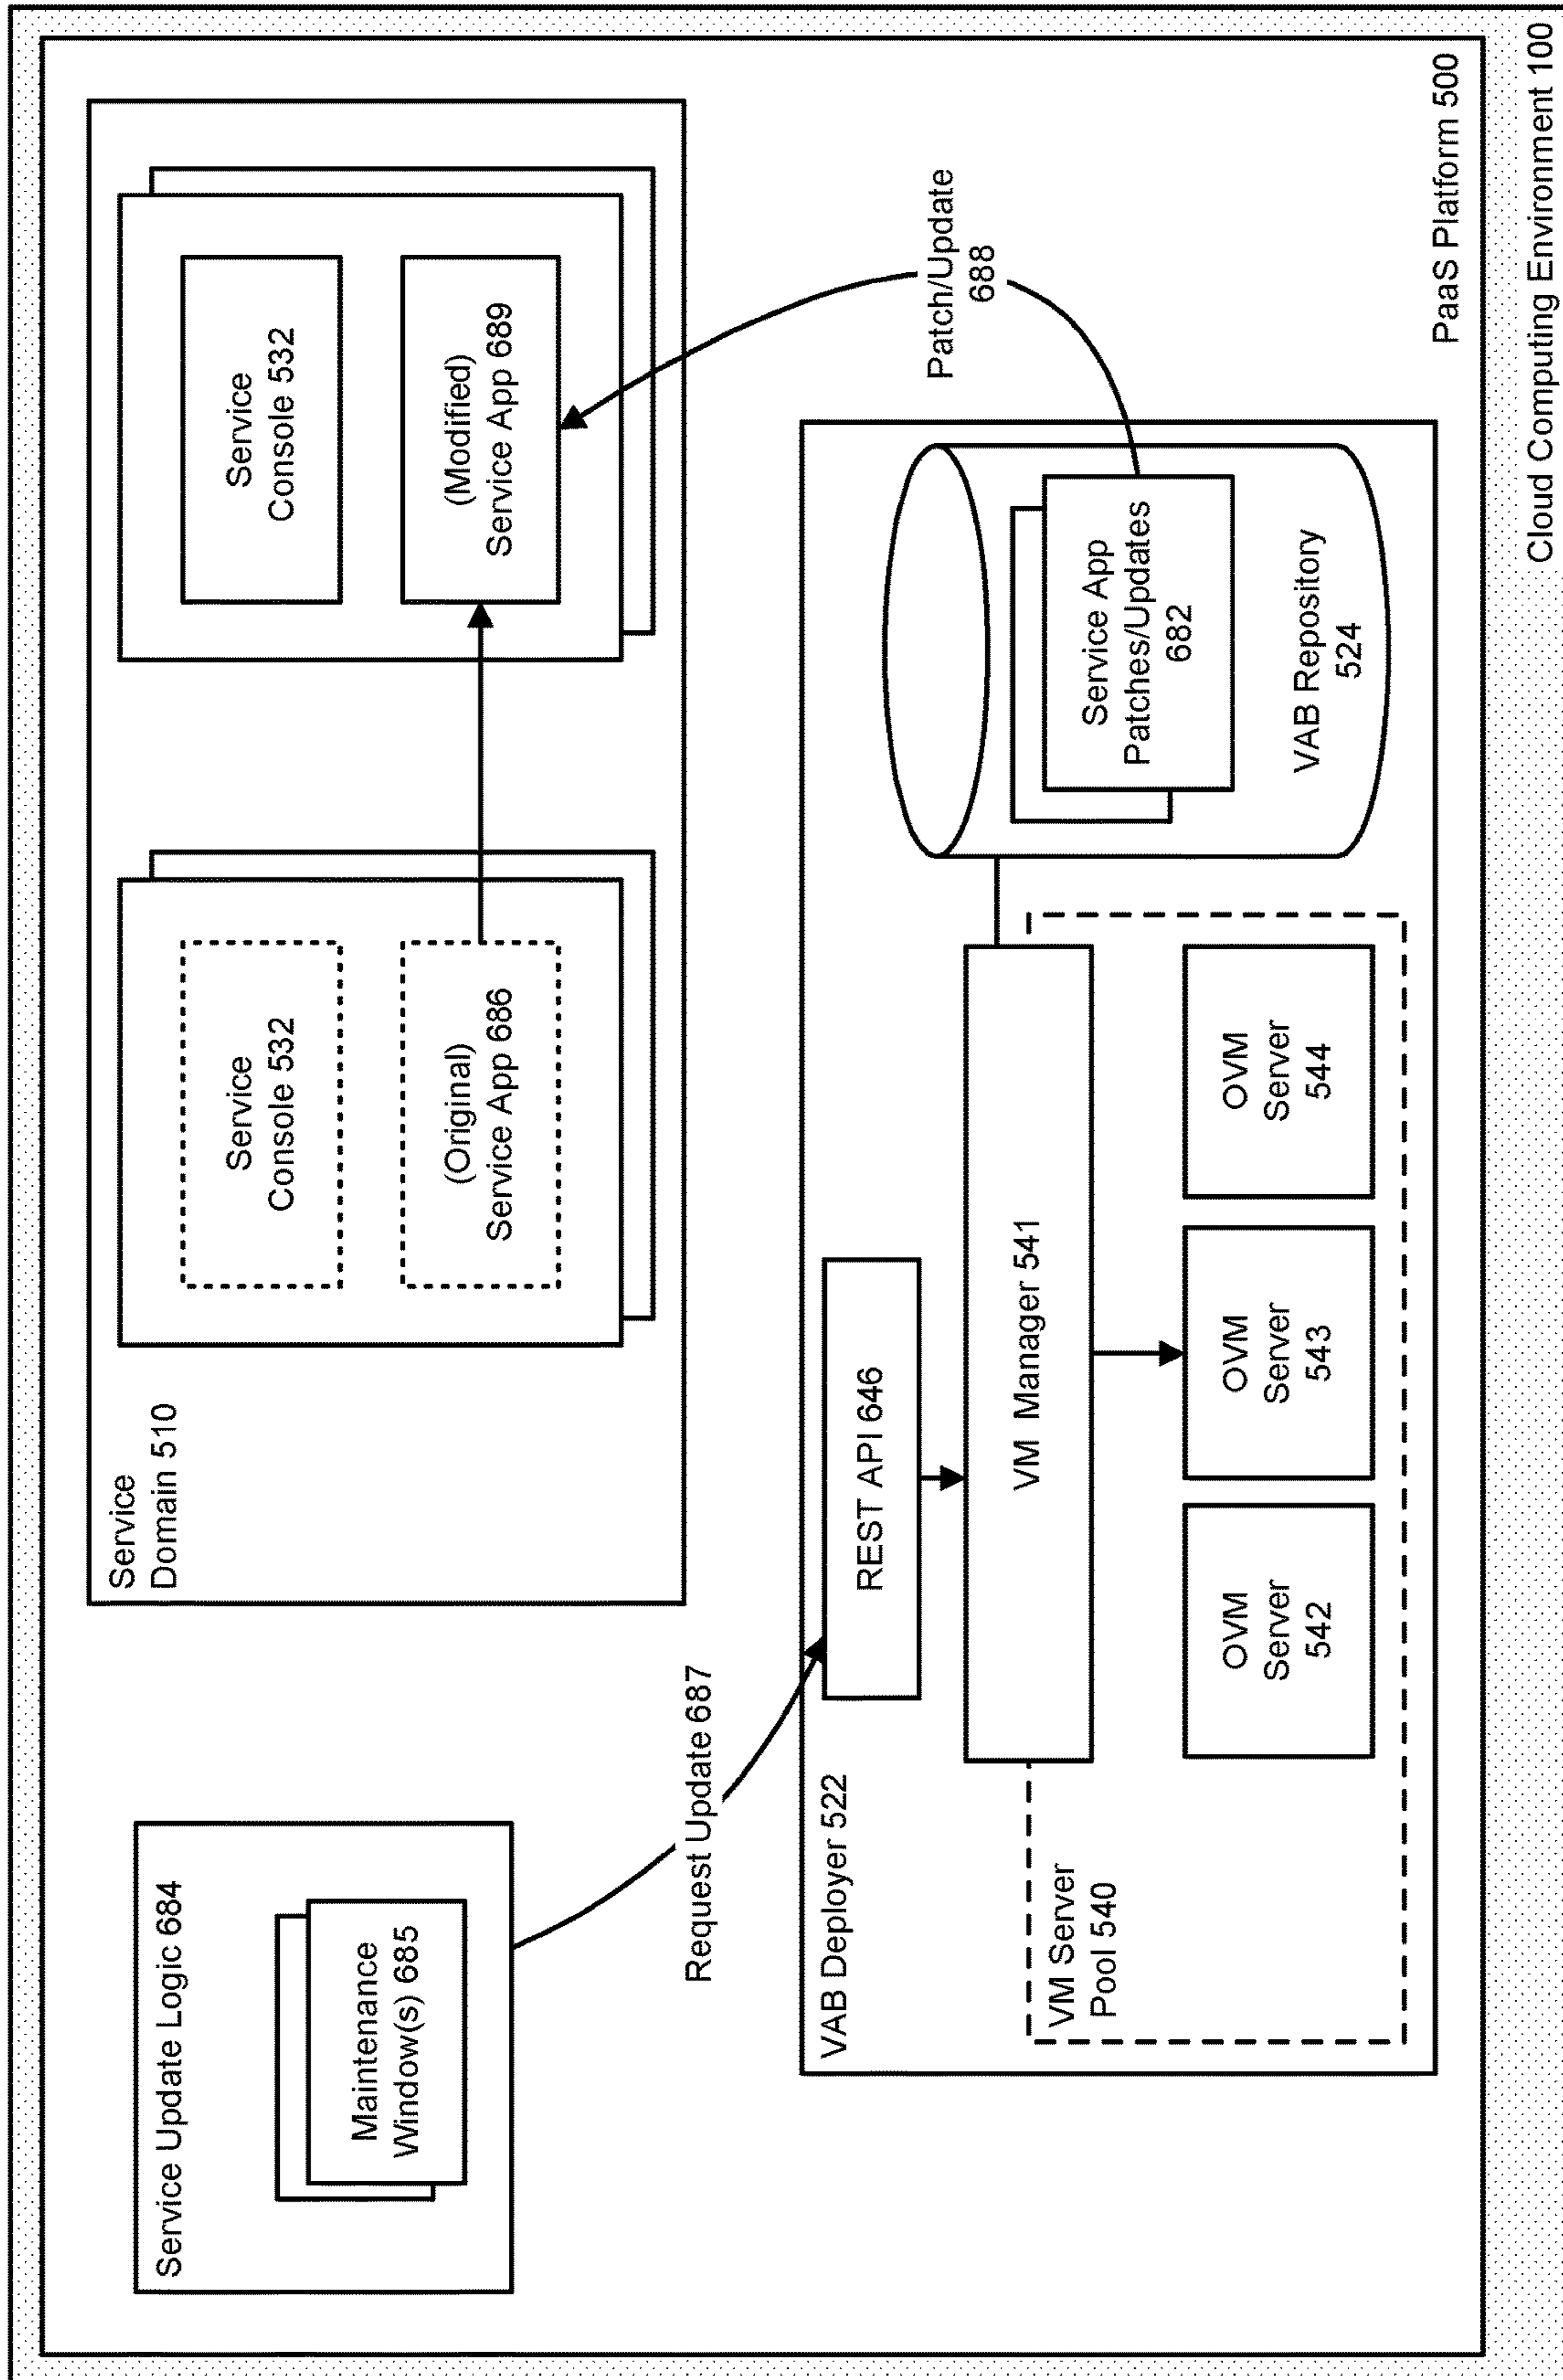 Service Update Logic 684
Maintenance
Window(s) 685
Service
Domain 510
Service
Console 532
(Original)
Service App 686
Service
Console 532
(Modified)
Service App 689
Request Update 687
Patch/Update
688
VAB Deployer 522
REST API 646
VM Manager 541
VM Server
Pool 540
OVM
Server
542
OVM
Server
543
OVM
Server
544
Service App
Patches/Updates
682
VAB Repository
524
PaaS Platform 500
Cloud Computing Environment 100